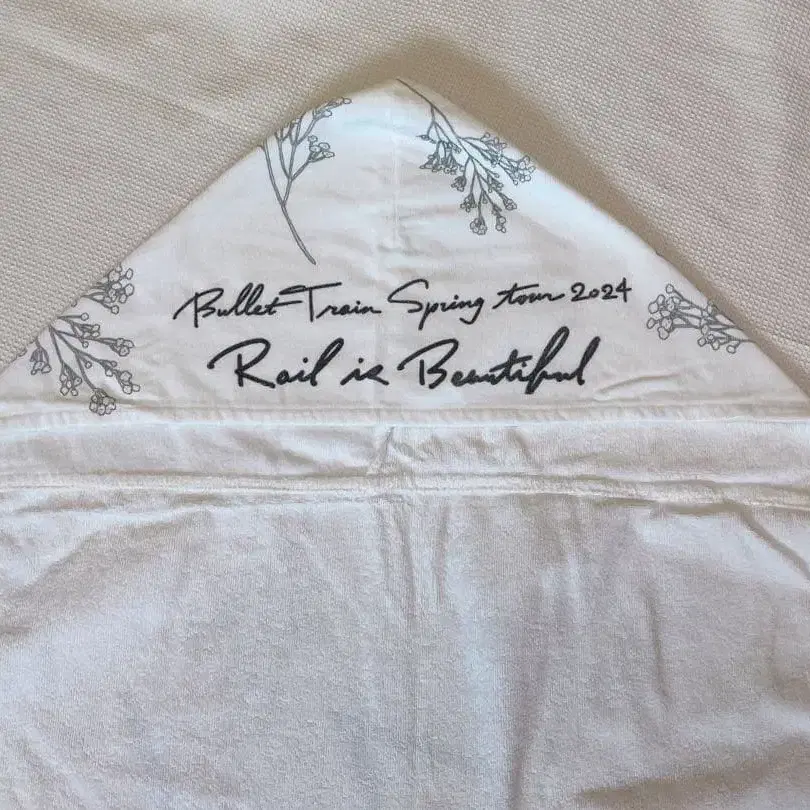 Bullet Train Spring tour 2024
Rail is Beautiful